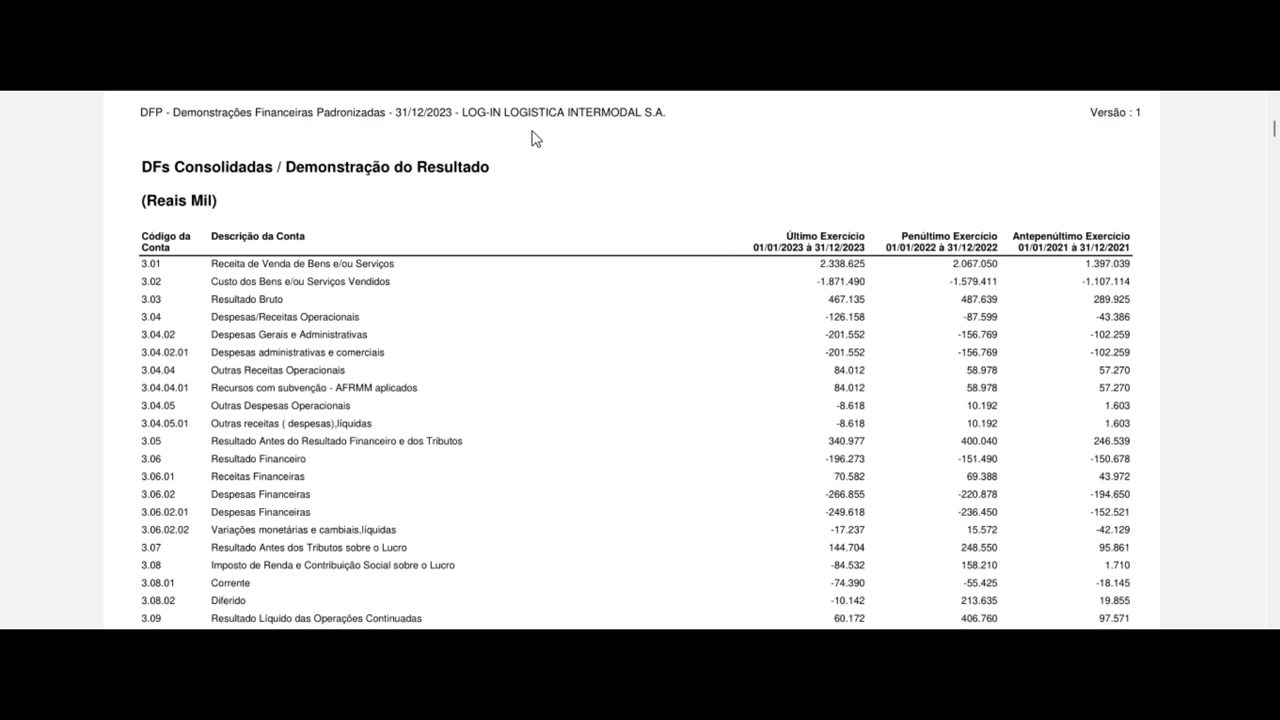 DFP - Demonstrações Financeiras Padronizadas - 31/12/2023 - LOG-IN LOGISTICA INTERMODAL S.A. Versão : 1
DFs Consolidadas / Demonstração do Resultado
(Reais Mil)
Código da Conta Descrição da Conta Último Exercício 01/01/2023 à 31/12/2023 Penúltimo Exercício 01/01/2022 à 31/12/2022 Antepenúltimo Exercício 01/01/2021 à 31/12/2021
3.01 Receita de Venda de Bens e/ou Serviços 2.338.625 2.067.050 1.397.039
3.02 Custo dos Bens e/ou Serviços Vendidos -1.871.490 -1.579.411 -1.107.114
3.03 Resultado Bruto 467.135 487.639 289.925
3.04 Despesas/Receitas Operacionais -126.158 -87.599 -43.386
3.04.02 Despesas Gerais e Administrativas -201.552 -156.769 -102.259
3.04.02.01 Despesas administrativas e comerciais -201.552 -156.769 -102.259
3.04.04 Outras Receitas Operacionais 84.012 58.978 57.270
3.04.04.01 Recursos com subvenção - AFRMM aplicados 84.012 58.978 57.270
3.04.05 Outras Despesas Operacionais -8.618 10.192 1.603
3.04.05.01 Outras receitas ( despesas),líquidas -8.618 10.192 1.603
3.05 Resultado Antes do Resultado Financeiro e dos Tributos 340.977 400.040 246.539
3.06 Resultado Financeiro -196.273 -151.490 -150.678
3.06.01 Receitas Financeiras 70.582 69.388 43.972
3.06.02 Despesas Financeiras -266.855 -220.878 -194.650
3.06.02.01 Despesas Financeiras -249.618 -236.450 -152.521
3.06.02.02 Variações monetárias e cambiais,líquidas -17.237 15.572 -42.129
3.07 Resultado Antes dos Tributos sobre o Lucro 144.704 248.550 95.861
3.08 Imposto de Renda e Contribuição Social sobre o Lucro -84.532 158.210 1.710
3.08.01 Corrente -74.390 -55.425 -18.145
3.08.02 Diferido -10.142 213.635 19.855
3.09 Resultado Líquido das Operações Continuadas 60.172 406.760 97.571